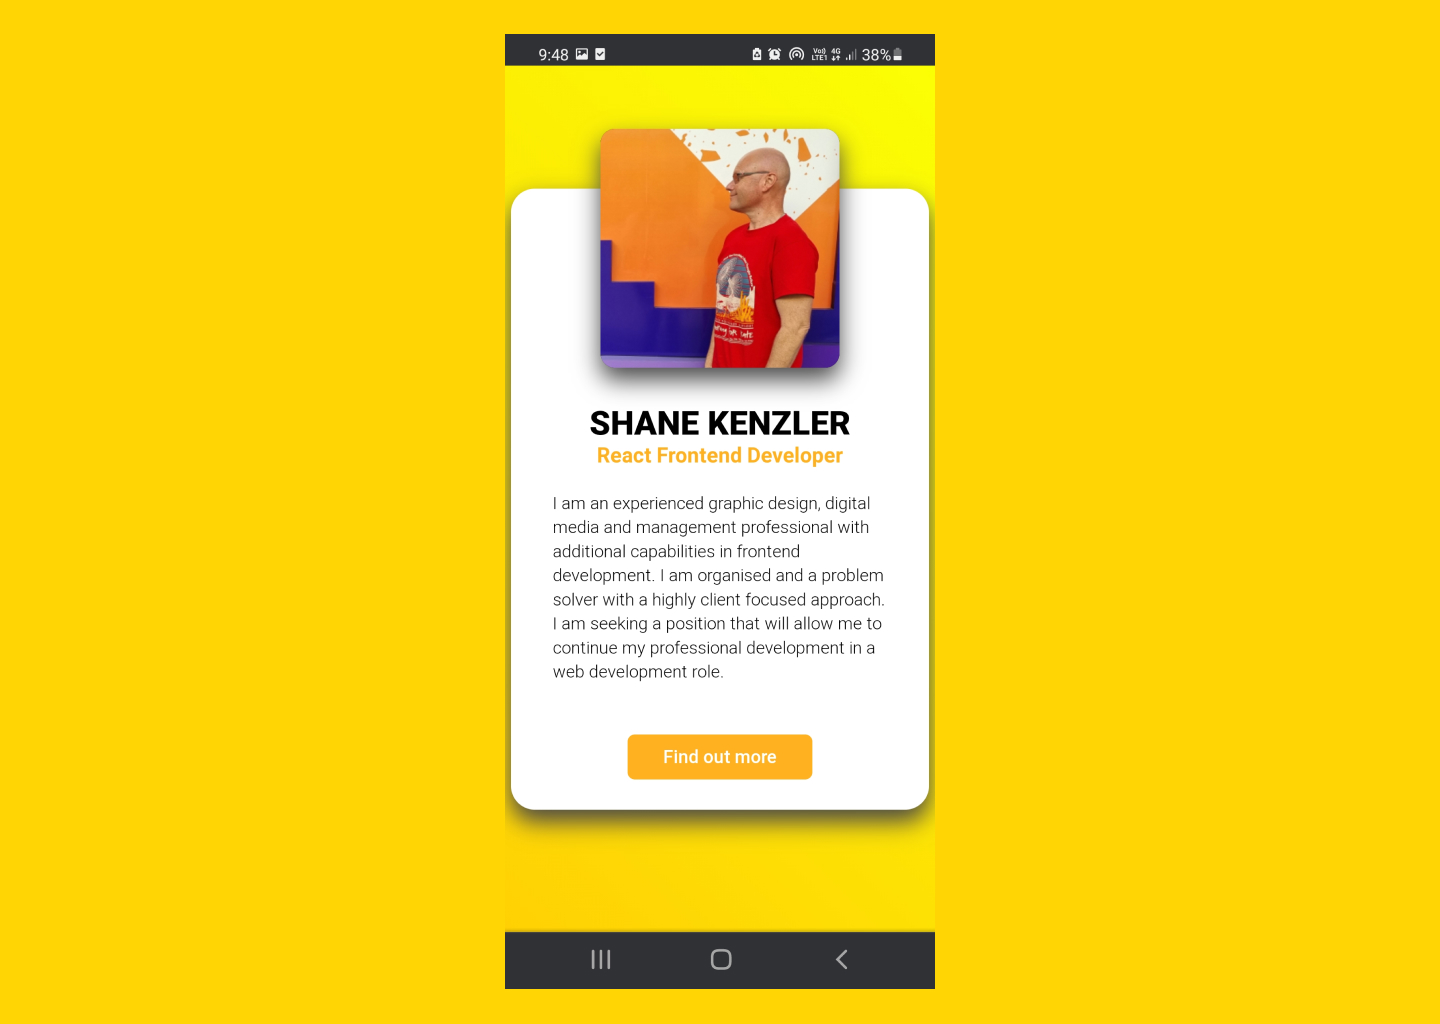 9:48
Vo)) LTE1 4G 38%
SHANE KENZLER
React Frontend Developer
I am an experienced graphic design, digital
media and management professional with
additional capabilities in frontend
development. I am organised and a problem
solver with a highly client focused approach.
I am seeking a position that will allow me to
continue my professional development in a
web development role.
Find out more